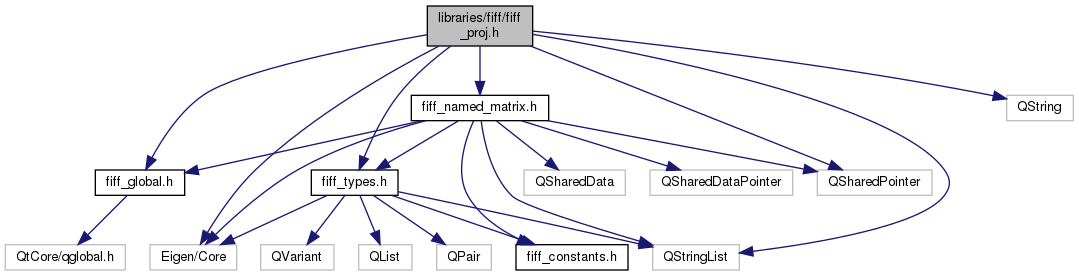 libraries/fiff/fiff
_proj.h
fiff_named_matrix.h
QString
fiff_global.h
fiff_types.h
QSharedData
QSharedDataPointer
QSharedPointer
QtCore/qglobal.h
Eigen/Core
QVariant
QList
QPair
fiff_constants.h
QStringList